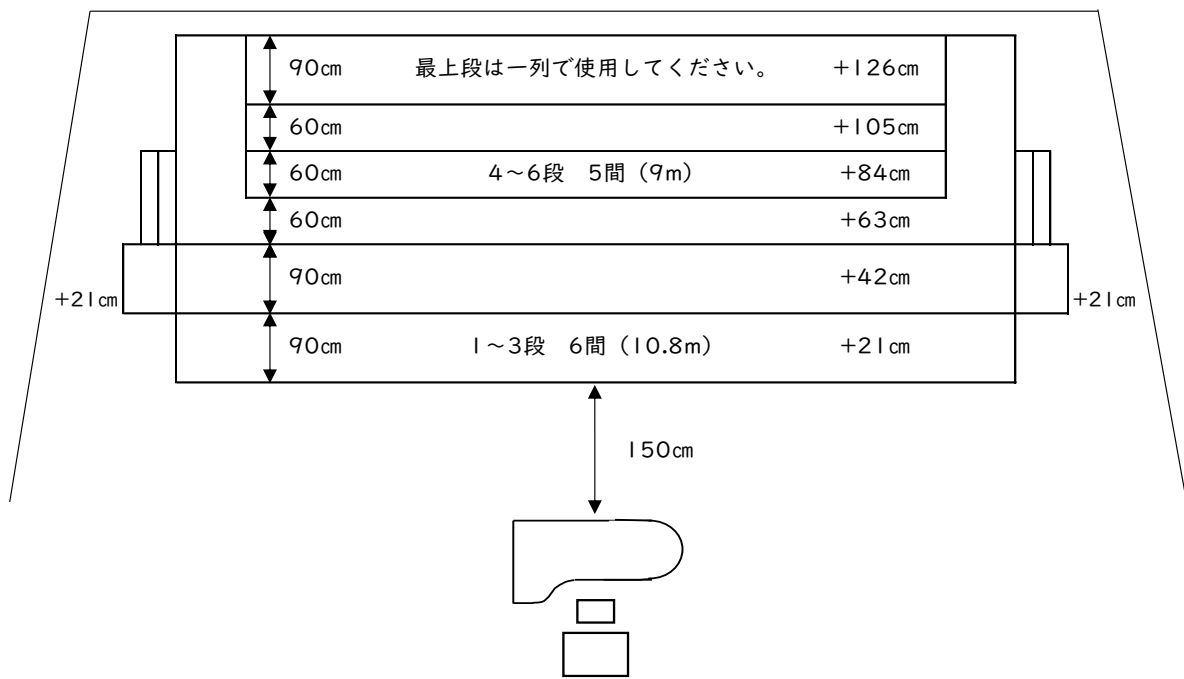 90cm 最上段は一列で使用してください。 +126cm
60cm +105cm
60cm 4～6段 5間（9m） +84cm
60cm +63cm
90cm +42cm
+21cm +21cm
90cm 1～3段 6間（10.8m） +21cm
150cm